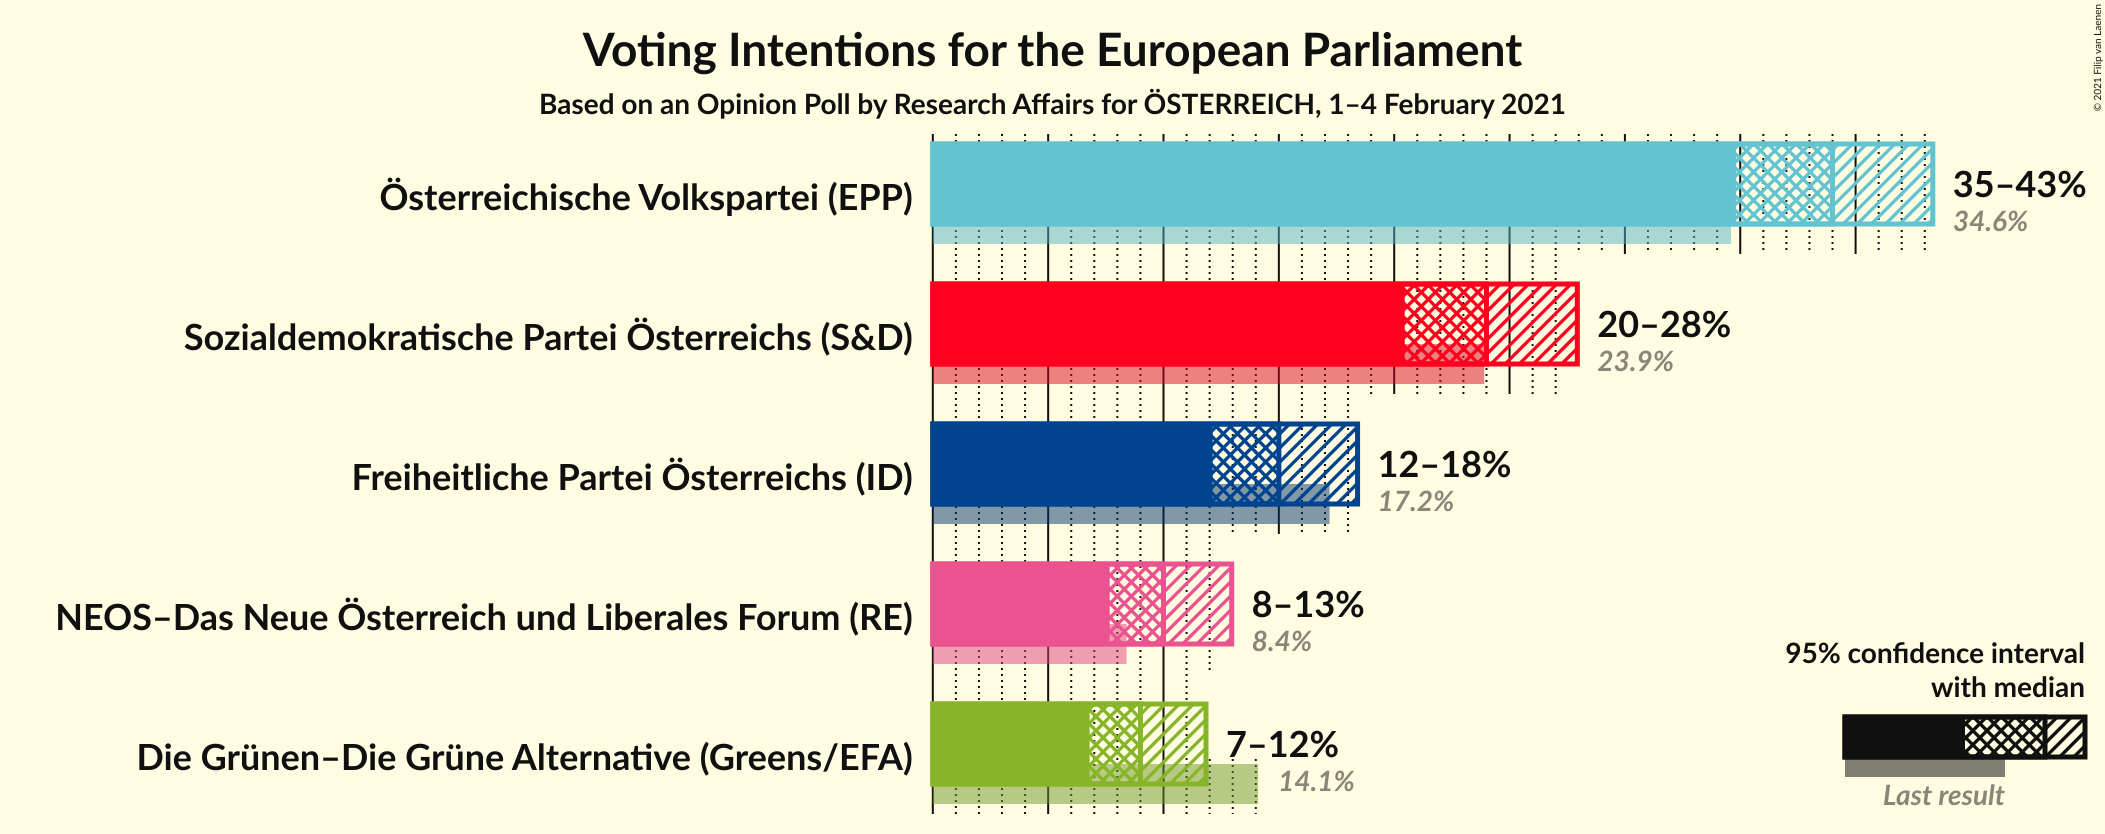 Voting Intentions for the European Parliament
Based on an Opinion Poll by Research Affairs for ÖSTERREICH, 1–4 February 2021
© 2021 Filip van Laenen
Österreichische Volkspartei (EPP)
35–43%
34.6%
Sozialdemokratische Partei Österreichs (S&D)
20–28%
23.9%
Freiheitliche Partei Österreichs (ID)
12–18%
17.2%
NEOS–Das Neue Österreich und Liberales Forum (RE)
8–13%
8.4%
Die Grünen–Die Grüne Alternative (Greens/EFA)
7–12%
14.1%
95% confidence interval
with median
Last result